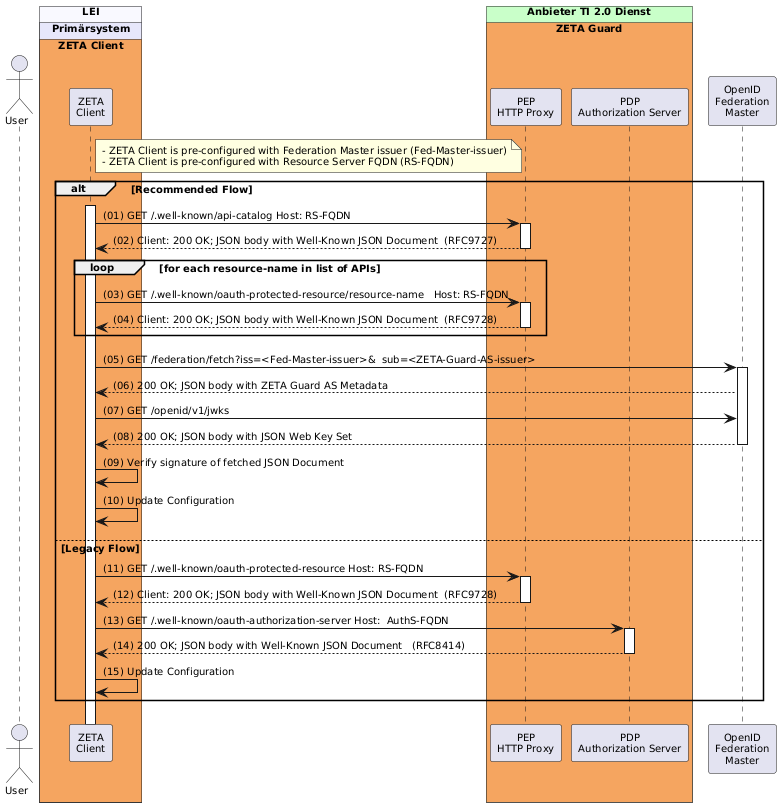 LEI
Anbieter TI 2.0 Dienst
Primärsystem
ZETA Guard
ZETA Client
User
ZETA
Client
PEP
HTTP Proxy
PDP
Authorization Server
OpenID
Federation
Master
- ZETA Client is pre-configured with Federation Master issuer (Fed-Master-issuer)
- ZETA Client is pre-configured with Resource Server FQDN (RS-FQDN)
alt [Recommended Flow]
(01) GET /.well-known/api-catalog Host: RS-FQDN
(02) Client: 200 OK; JSON body with Well-Known JSON Document  (RFC9727)
loop [for each resource-name in list of APIs]
(03) GET /.well-known/oauth-protected-resource/resource-name   Host: RS-FQDN
(04) Client: 200 OK; JSON body with Well-Known JSON Document  (RFC9728)
(05) GET /federation/fetch?iss=<Fed-Master-issuer>&  sub=<ZETA-Guard-AS-issuer>
(06) 200 OK; JSON body with ZETA Guard AS Metadata
(07) GET /openid/v1/jwks
(08) 200 OK; JSON body with JSON Web Key Set
(09) Verify signature of fetched JSON Document
(10) Update Configuration
[Legacy Flow]
(11) GET /.well-known/oauth-protected-resource Host: RS-FQDN
(12) Client: 200 OK; JSON body with Well-Known JSON Document  (RFC9728)
(13) GET /.well-known/oauth-authorization-server Host:  AuthS-FQDN
(14) 200 OK; JSON body with Well-Known JSON Document   (RFC8414)
(15) Update Configuration
User
ZETA
Client
PEP
HTTP Proxy
PDP
Authorization Server
OpenID
Federation
Master